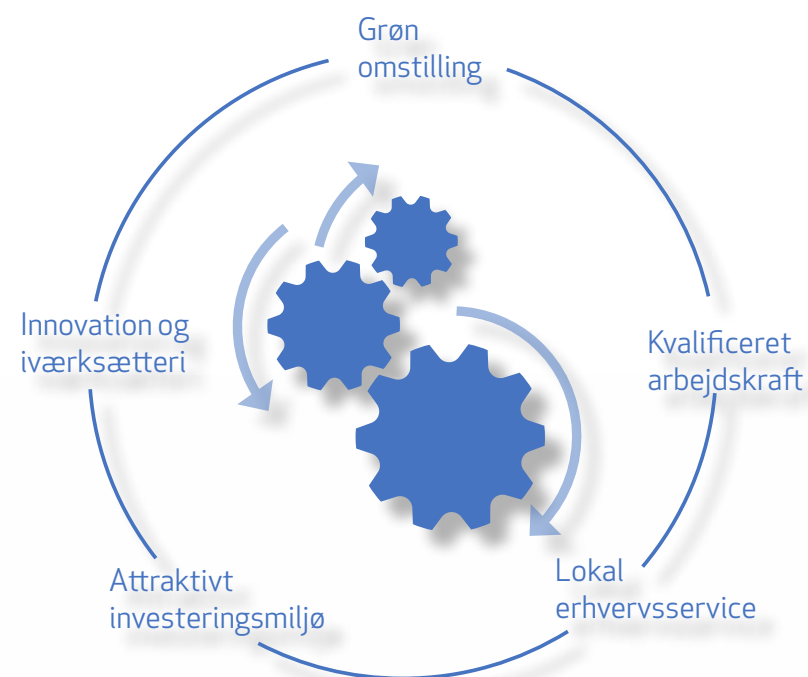 Grøn
omstilling
Kvalificeret
arbejdskraft
Lokal
erhvervsservice
Attraktivt
investeringsmiljø
Innovation og
iværksætteri